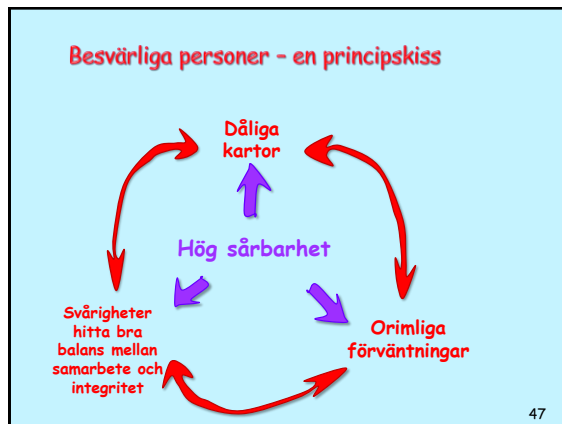 Besvärliga personer – en principskiss
Dåliga
kartor
Hög sårbarhet
Svårigheter
hitta bra
balans mellan
samarbete och
integritet
Orimliga
förväntningar
47